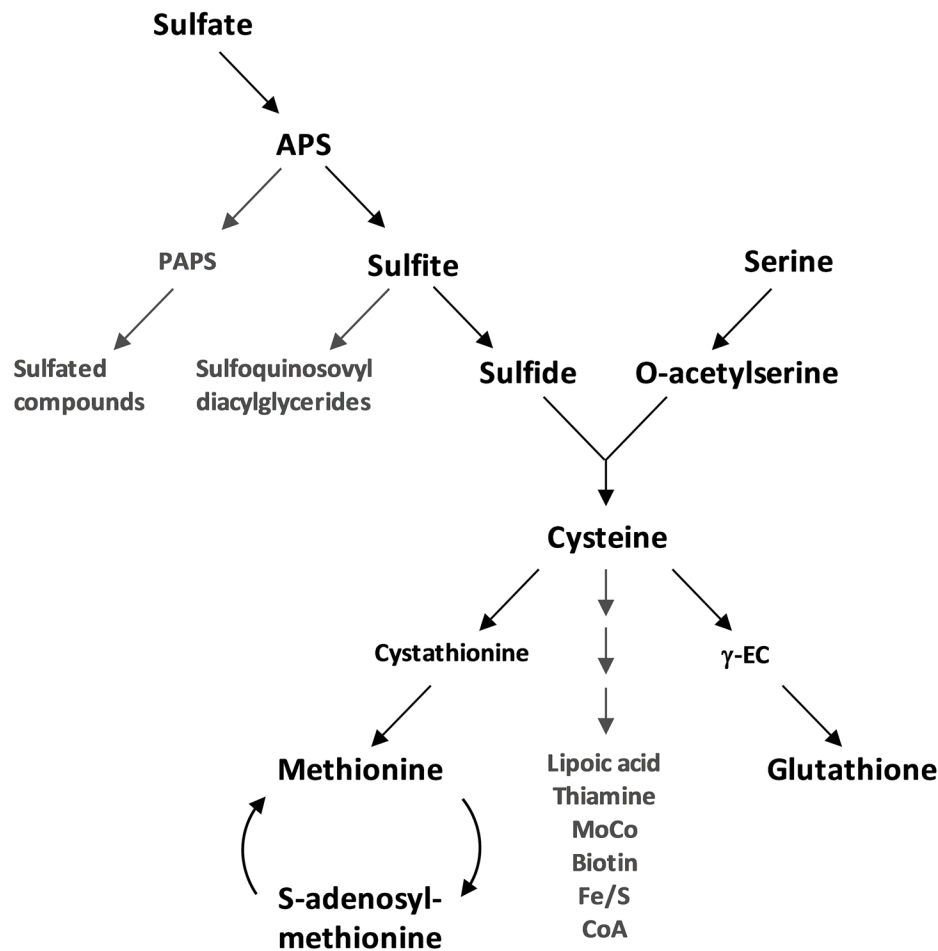 Sulfate
APS
PAPS
Sulfite
Serine
Sulfated
compounds
Sulfoquinosovyl
diacylglycerides
Sulfide
O-acetylserine
Cysteine
Cystathionine
γ-EC
Methionine
Lipoic acid
Thiamine
MoCo
Biotin
Fe/S
CoA
Glutathione
S-adenosyl-
methionine